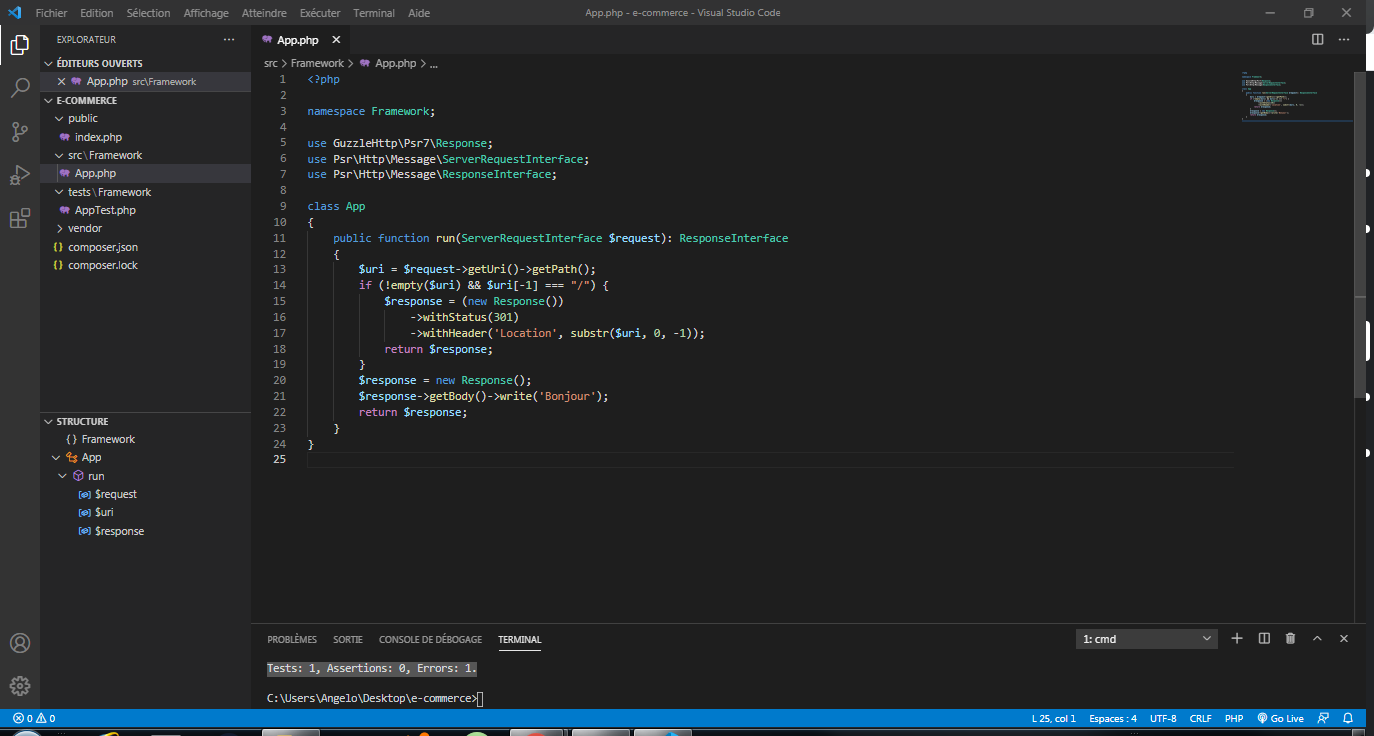 Fichier Edition Sélection Affichage Atteindre Exécuter Terminal Aide
App.php - e-commerce - Visual Studio Code
EXPLORATEUR
ÉDITEURS OUVERTS
App.php src\Framework
E-COMMERCE
public
index.php
src\Framework
App.php
tests\Framework
AppTest.php
vendor
{} composer.json
{} composer.lock
STRUCTURE
{} Framework
App
run
$request
$uri
$response
App.php
src > Framework > App.php > ...
1 <?php
2
3 namespace Framework;
4
5 use GuzzleHttp\Psr7\Response;
6 use Psr\Http\Message\ServerRequestInterface;
7 use Psr\Http\Message\ResponseInterface;
8
9 class App
10 {
11     public function run(ServerRequestInterface $request): ResponseInterface
12     {
13         $uri = $request->getUri()->getPath();
14         if (!empty($uri) && $uri[-1] === "/") {
15             $response = (new Response())
16                 ->withStatus(301)
17                 ->withHeader('Location', substr($uri, 0, -1));
18             return $response;
19         }
20         $response = new Response();
21         $response->getBody()->write('Bonjour');
22         return $response;
23     }
24 }
25
PROBLÈMES SORTIE CONSOLE DE DÉBOGAGE TERMINAL
1: cmd
Tests: 1, Assertions: 0, Errors: 1.
C:\Users\Angelo\Desktop\e-commerce>
0 0
L 25, col 1 Espaces : 4 UTF-8 CRLF PHP Go Live